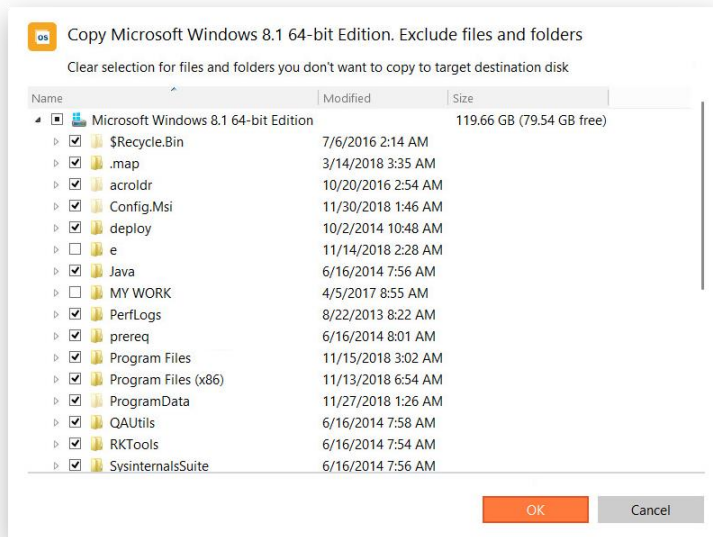 os
Copy Microsoft Windows 8.1 64-bit Edition. Exclude files and folders
Clear selection for files and folders you don't want to copy to target destination disk
Name Modified Size
Microsoft Windows 8.1 64-bit Edition 119.66 GB (79.54 GB free)
$Recycle.Bin 7/6/2016 2:14 AM
.map 3/14/2018 3:35 AM
acroldr 10/20/2016 2:54 AM
Config.Msi 11/30/2018 1:46 AM
deploy 10/2/2014 10:48 AM
e 11/14/2018 2:28 AM
Java 6/16/2014 7:56 AM
MY WORK 4/5/2017 8:55 AM
PerfLogs 8/22/2013 8:22 AM
prereq 6/16/2014 8:01 AM
Program Files 11/15/2018 3:02 AM
Program Files (x86) 11/13/2018 6:54 AM
ProgramData 11/27/2018 1:26 AM
QAUtils 6/16/2014 7:58 AM
RKTools 6/16/2014 7:54 AM
SysinternalsSuite 6/16/2014 7:56 AM
OK Cancel